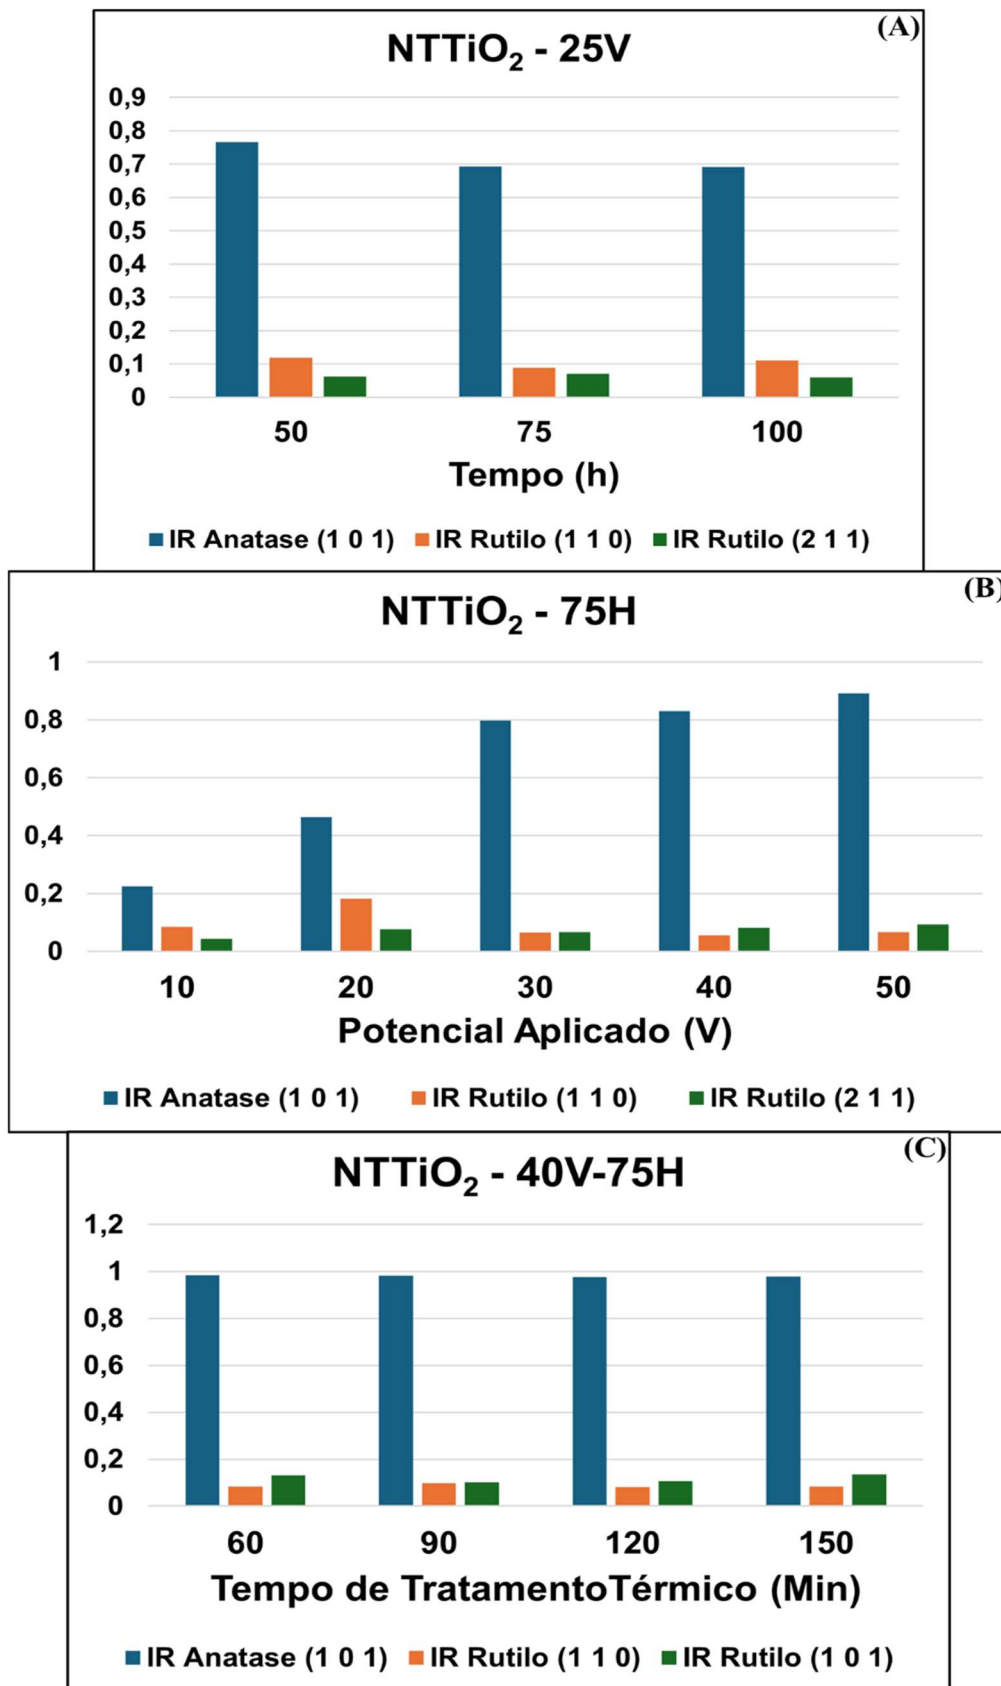 (A)
NTTiO₂ - 25V
0,9
0,8
0,7
0,6
0,5
0,4
0,3
0,2
0,1
0
50 75 100
Tempo (h)
IR Anatase (1 0 1) IR Rutilo (1 1 0) IR Rutilo (2 1 1)
(B)
NTTiO₂ - 75H
1
0,8
0,6
0,4
0,2
0
10 20 30 40 50
Potencial Aplicado (V)
IR Anatase (1 0 1) IR Rutilo (1 1 0) IR Rutilo (2 1 1)
(C)
NTTiO₂ - 40V-75H
1,2
1
0,8
0,6
0,4
0,2
0
60 90 120 150
Tempo de TratamentoTérmico (Min)
IR Anatase (1 0 1) IR Rutilo (1 1 0) IR Rutilo (1 0 1)